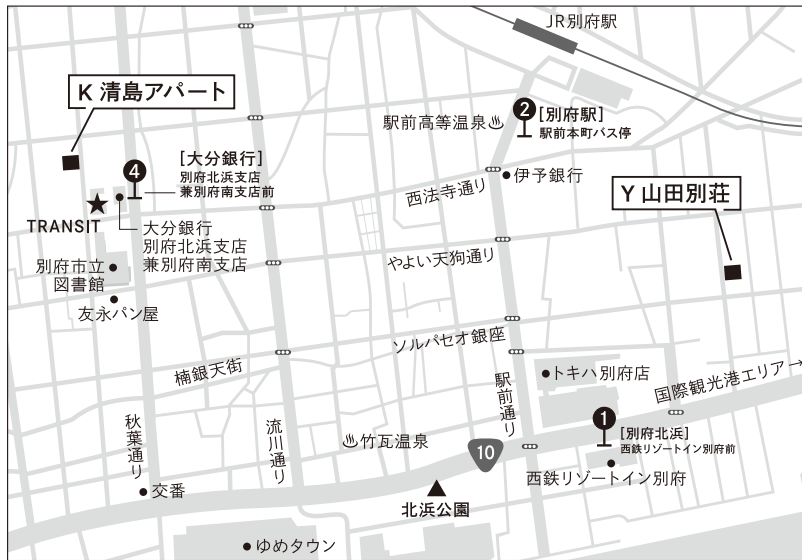 JR別府駅
K 清島アパート
駅前高等温泉♨
2
[別府駅]
駅前本町バス停
4
[大分銀行]
別府北浜支店
兼別府南支店前
西法寺通り
伊予銀行
Y 山田別荘
TRANSIT
大分銀行
別府北浜支店
兼別府南支店
別府市立
図書館
やよい天狗通り
友永パン屋
ソルパセオ銀座
楠銀天街
駅前通り
トキハ別府店
国際観光港エリア→
秋葉通り
流川通り
♨竹瓦温泉
10
1
[別府北浜]
西鉄リゾートイン別府前
西鉄リゾートイン別府
交番
北浜公園
ゆめタウン